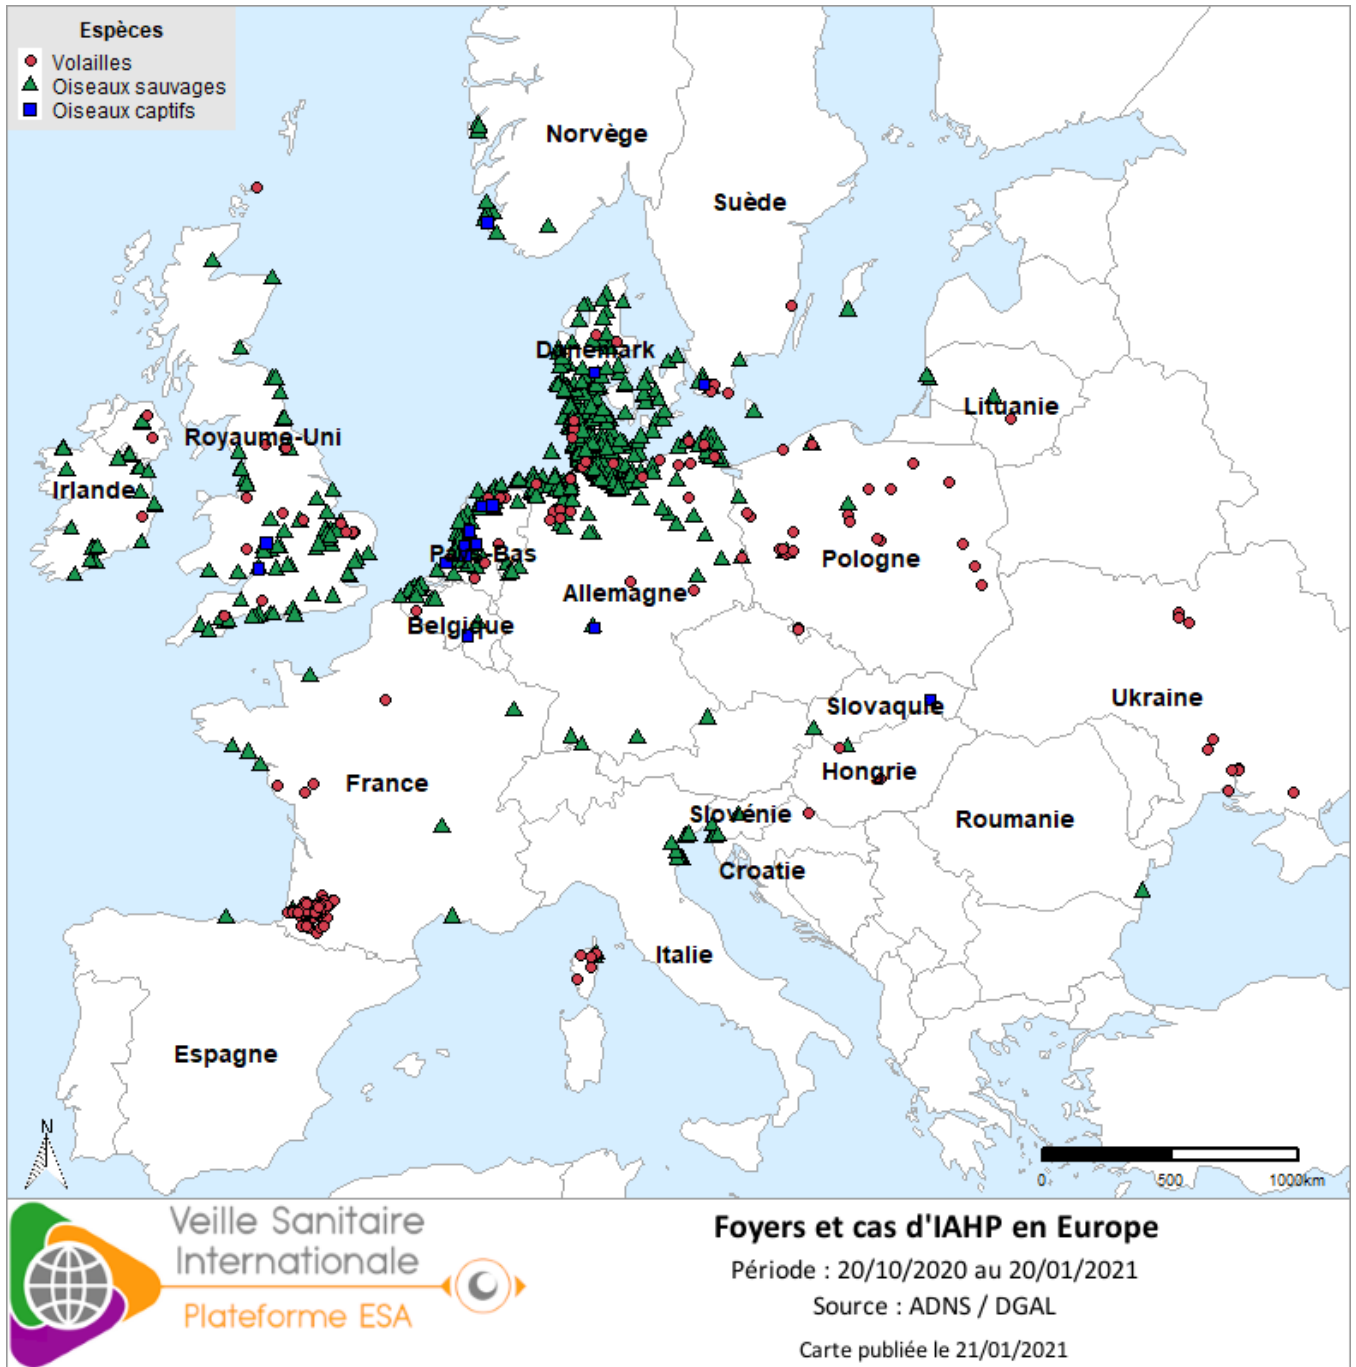 Espèces
Volailles
Oiseaux sauvages
Oiseaux captifs
Norvège
Suède
Danemark
Lituanie
Royaume-Uni
Irlande
Pays-Bas
Pologne
Allemagne
Belgique
Ukraine
Slovaquie
Hongrie
France
Slovénie
Roumanie
Croatie
Italie
Espagne
N
0 500 1000km
Veille Sanitaire
Internationale
Plateforme ESA
Foyers et cas d'IAHP en Europe
Période : 20/10/2020 au 20/01/2021
Source : ADNS / DGAL
Carte publiée le 21/01/2021